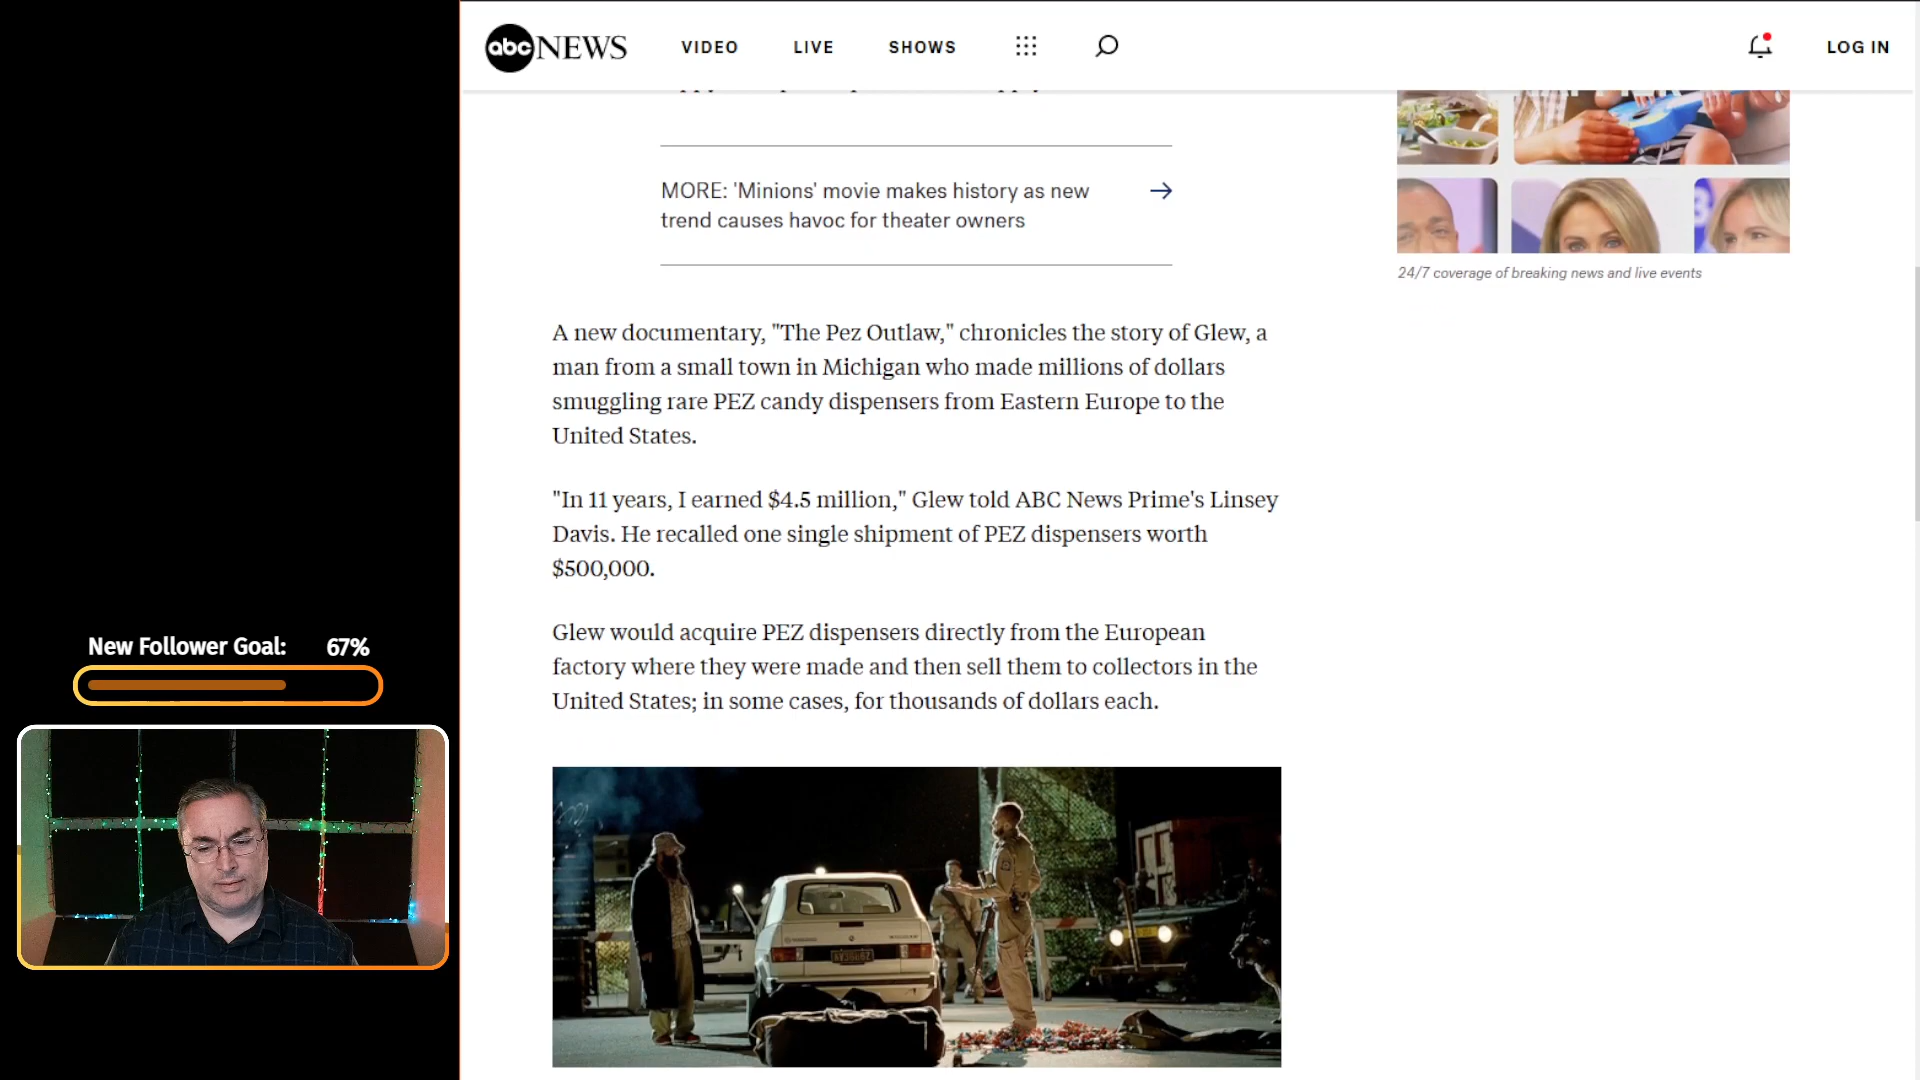 abc NEWS
VIDEO
LIVE
SHOWS
LOG IN
MORE: 'Minions' movie makes history as new
trend causes havoc for theater owners
24/7 coverage of breaking news and live events
A new documentary, "The Pez Outlaw," chronicles the story of Glew, a
man from a small town in Michigan who made millions of dollars
smuggling rare PEZ candy dispensers from Eastern Europe to the
United States.
"In 11 years, I earned $4.5 million," Glew told ABC News Prime's Linsey
Davis. He recalled one single shipment of PEZ dispensers worth
$500,000.
Glew would acquire PEZ dispensers directly from the European
factory where they were made and then sell them to collectors in the
United States; in some cases, for thousands of dollars each.
New Follower Goal: 67%